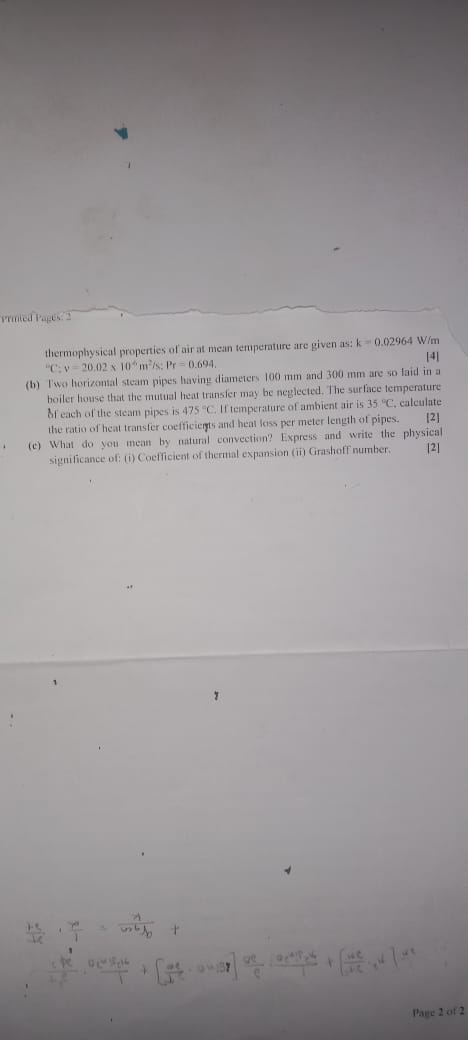 Printed Pages: 2
thermophysical properties of air at mean temperature are given as: k = 0.02964 W/m
°C; ν = 20.02 x 10⁻⁶ m²/s; Pr = 0.694. [4]
(b) Two horizontal steam pipes having diameters 100 mm and 300 mm are so laid in a
boiler house that the mutual heat transfer may be neglected. The surface temperature
of each of the steam pipes is 475 °C. If temperature of ambient air is 35 °C, calculate
the ratio of heat transfer coefficients and heat loss per meter length of pipes. [2]
(c) What do you mean by natural convection? Express and write the physical
significance of: (i) Coefficient of thermal expansion (ii) Grashoff number. [2]
Page 2 of 2